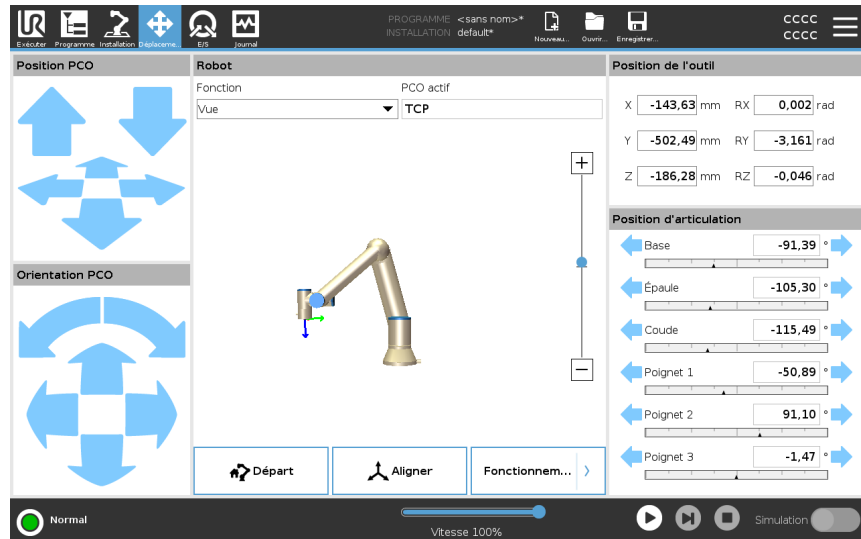 UR
PROGRAMME <sans nom>*
INSTALLATION default*
CCCC
CCCC
Exécuter Programme Installation Déplaceme... E/S Journal Nouveau... Ouvrir... Enregistrer...
Position PCO
Robot
Position de l'outil
Fonction PCO actif
Vue TCP
X -143,63 mm RX 0,002 rad
Y -502,49 mm RY -3,161 rad
Z -186,28 mm RZ -0,046 rad
Position d'articulation
Base -91,39 °
Orientation PCO
Épaule -105,30 °
Coude -115,49 °
Poignet 1 -50,89 °
Poignet 2 91,10 °
Poignet 3 -1,47 °
Départ Aligner Fonctionnem...
Normal Vitesse 100% Simulation